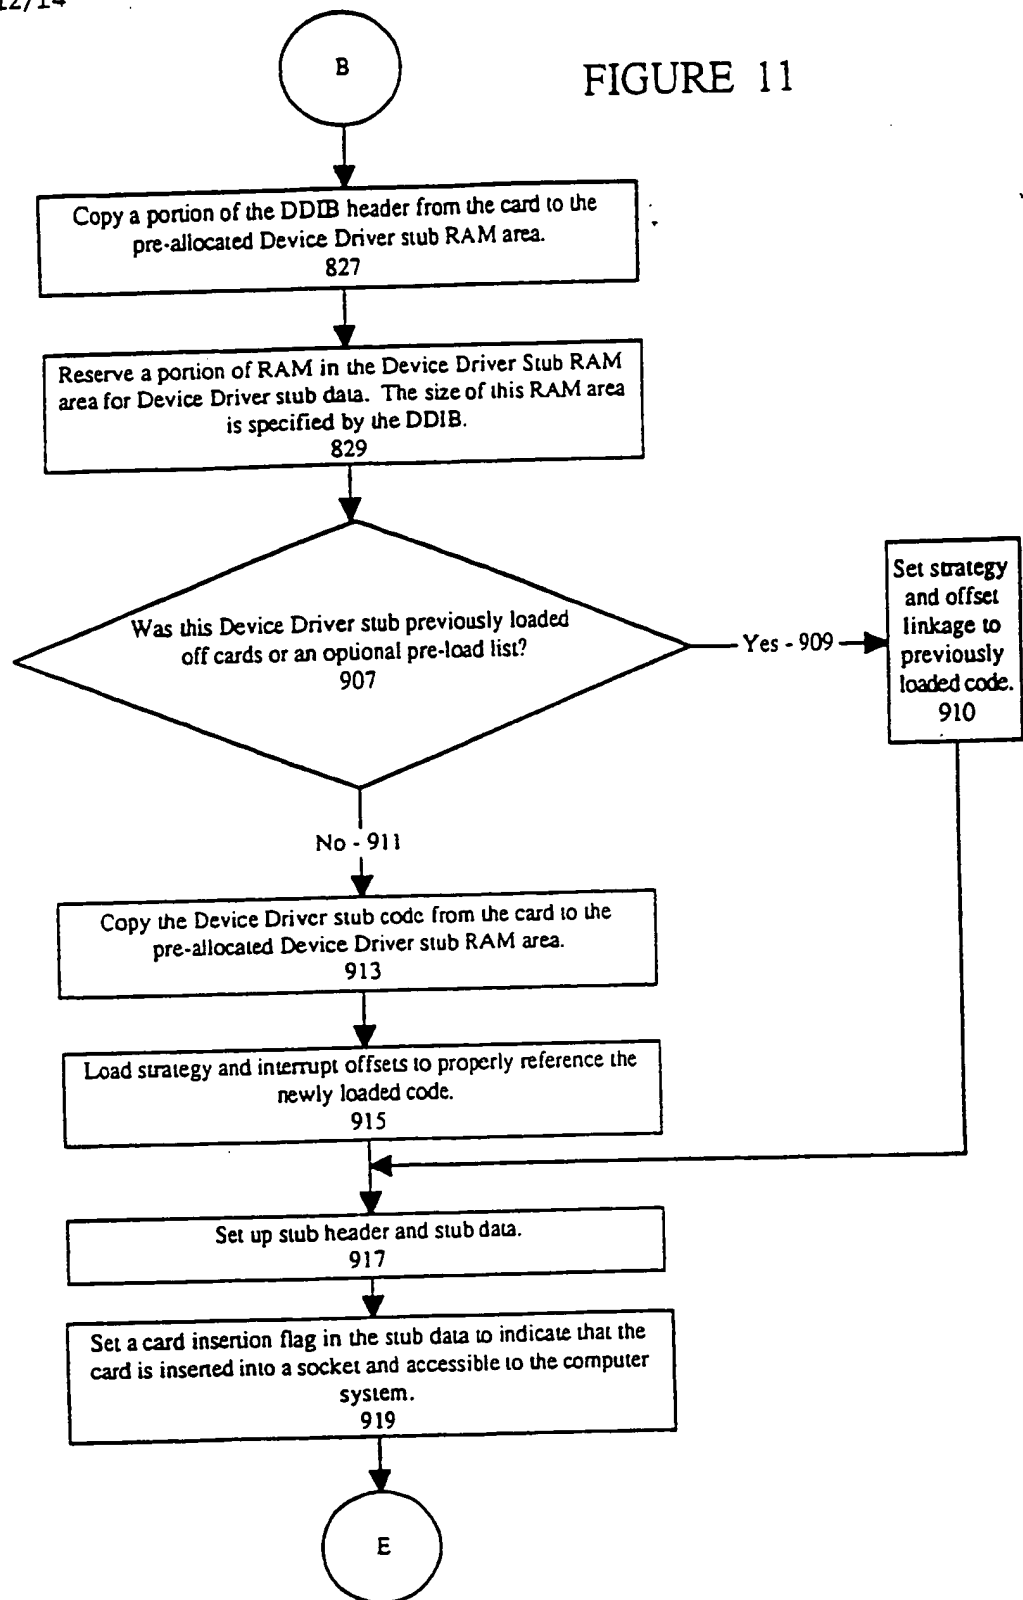 12/14
B
FIGURE 11
Copy a portion of the DDIB header from the card to the
pre-allocated Device Driver stub RAM area.
827
Reserve a portion of RAM in the Device Driver Stub RAM
area for Device Driver stub data. The size of this RAM area
is specified by the DDIB.
829
Was this Device Driver stub previously loaded
off cards or an optional pre-load list?
907
Yes - 909
Set strategy
and offset
linkage to
previously
loaded code.
910
No - 911
Copy the Device Driver stub code from the card to the
pre-allocated Device Driver stub RAM area.
913
Load strategy and interrupt offsets to properly reference the
newly loaded code.
915
Set up stub header and stub data.
917
Set a card insertion flag in the stub data to indicate that the
card is inserted into a socket and accessible to the computer
system.
919
E